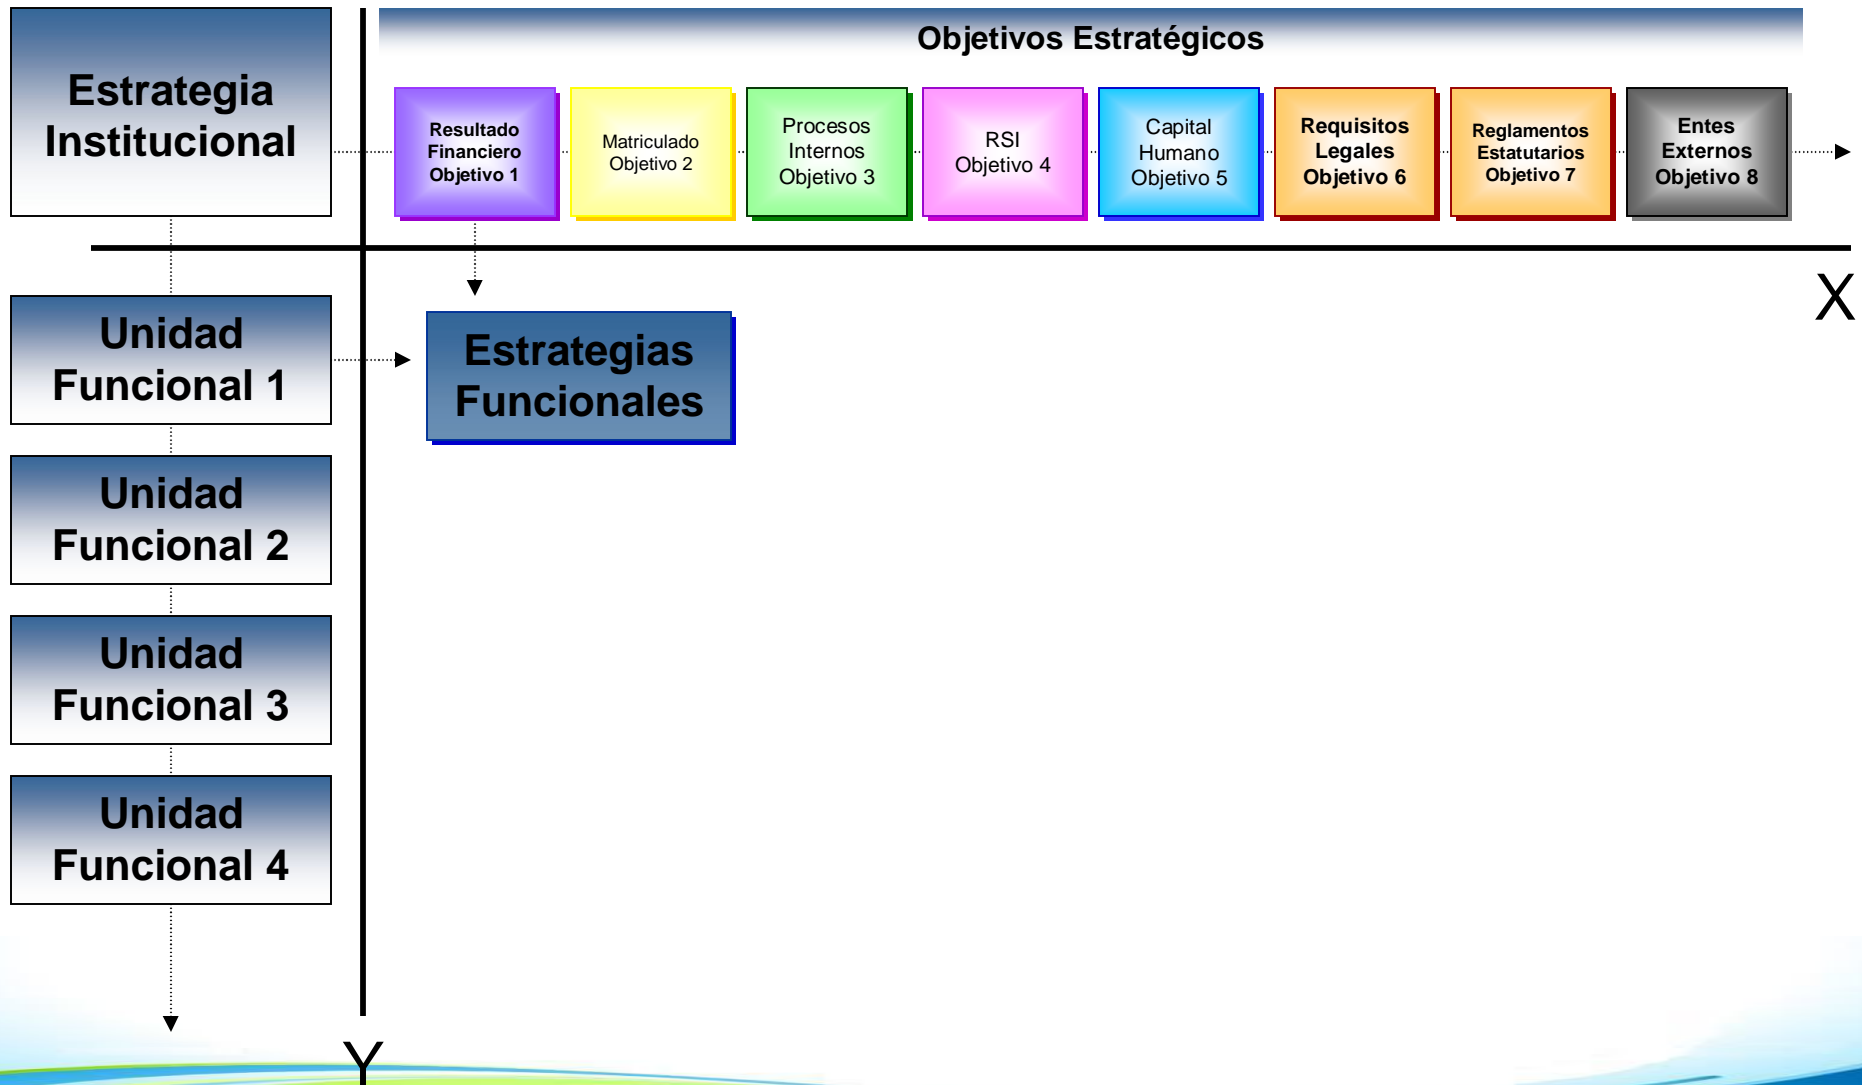 Estrategia
Institucional
Objetivos Estratégicos
Resultado
Financiero
Objetivo 1
Matriculado
Objetivo 2
Procesos
Internos
Objetivo 3
RSI
Objetivo 4
Capital
Humano
Objetivo 5
Requisitos
Legales
Objetivo 6
Reglamentos
Estatutarios
Objetivo 7
Entes
Externos
Objetivo 8
X
Unidad
Funcional 1
Estrategias
Funcionales
Unidad
Funcional 2
Unidad
Funcional 3
Unidad
Funcional 4
Y